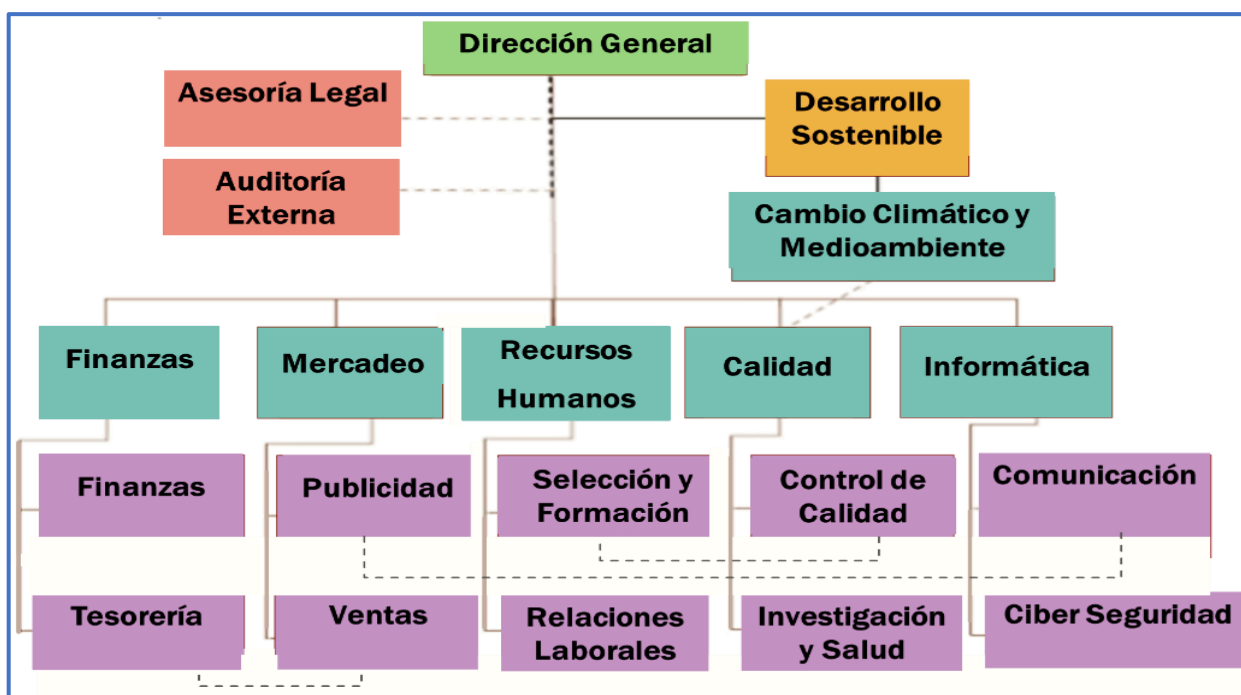 Dirección General
Asesoría Legal
Desarrollo
Sostenible
Auditoría
Externa
Cambio Climático y
Medioambiente
Finanzas
Mercadeo
Recursos
Humanos
Calidad
Informática
Finanzas
Publicidad
Selección y
Formación
Control de
Calidad
Comunicación
Tesorería
Ventas
Relaciones
Laborales
Investigación
y Salud
Ciber Seguridad